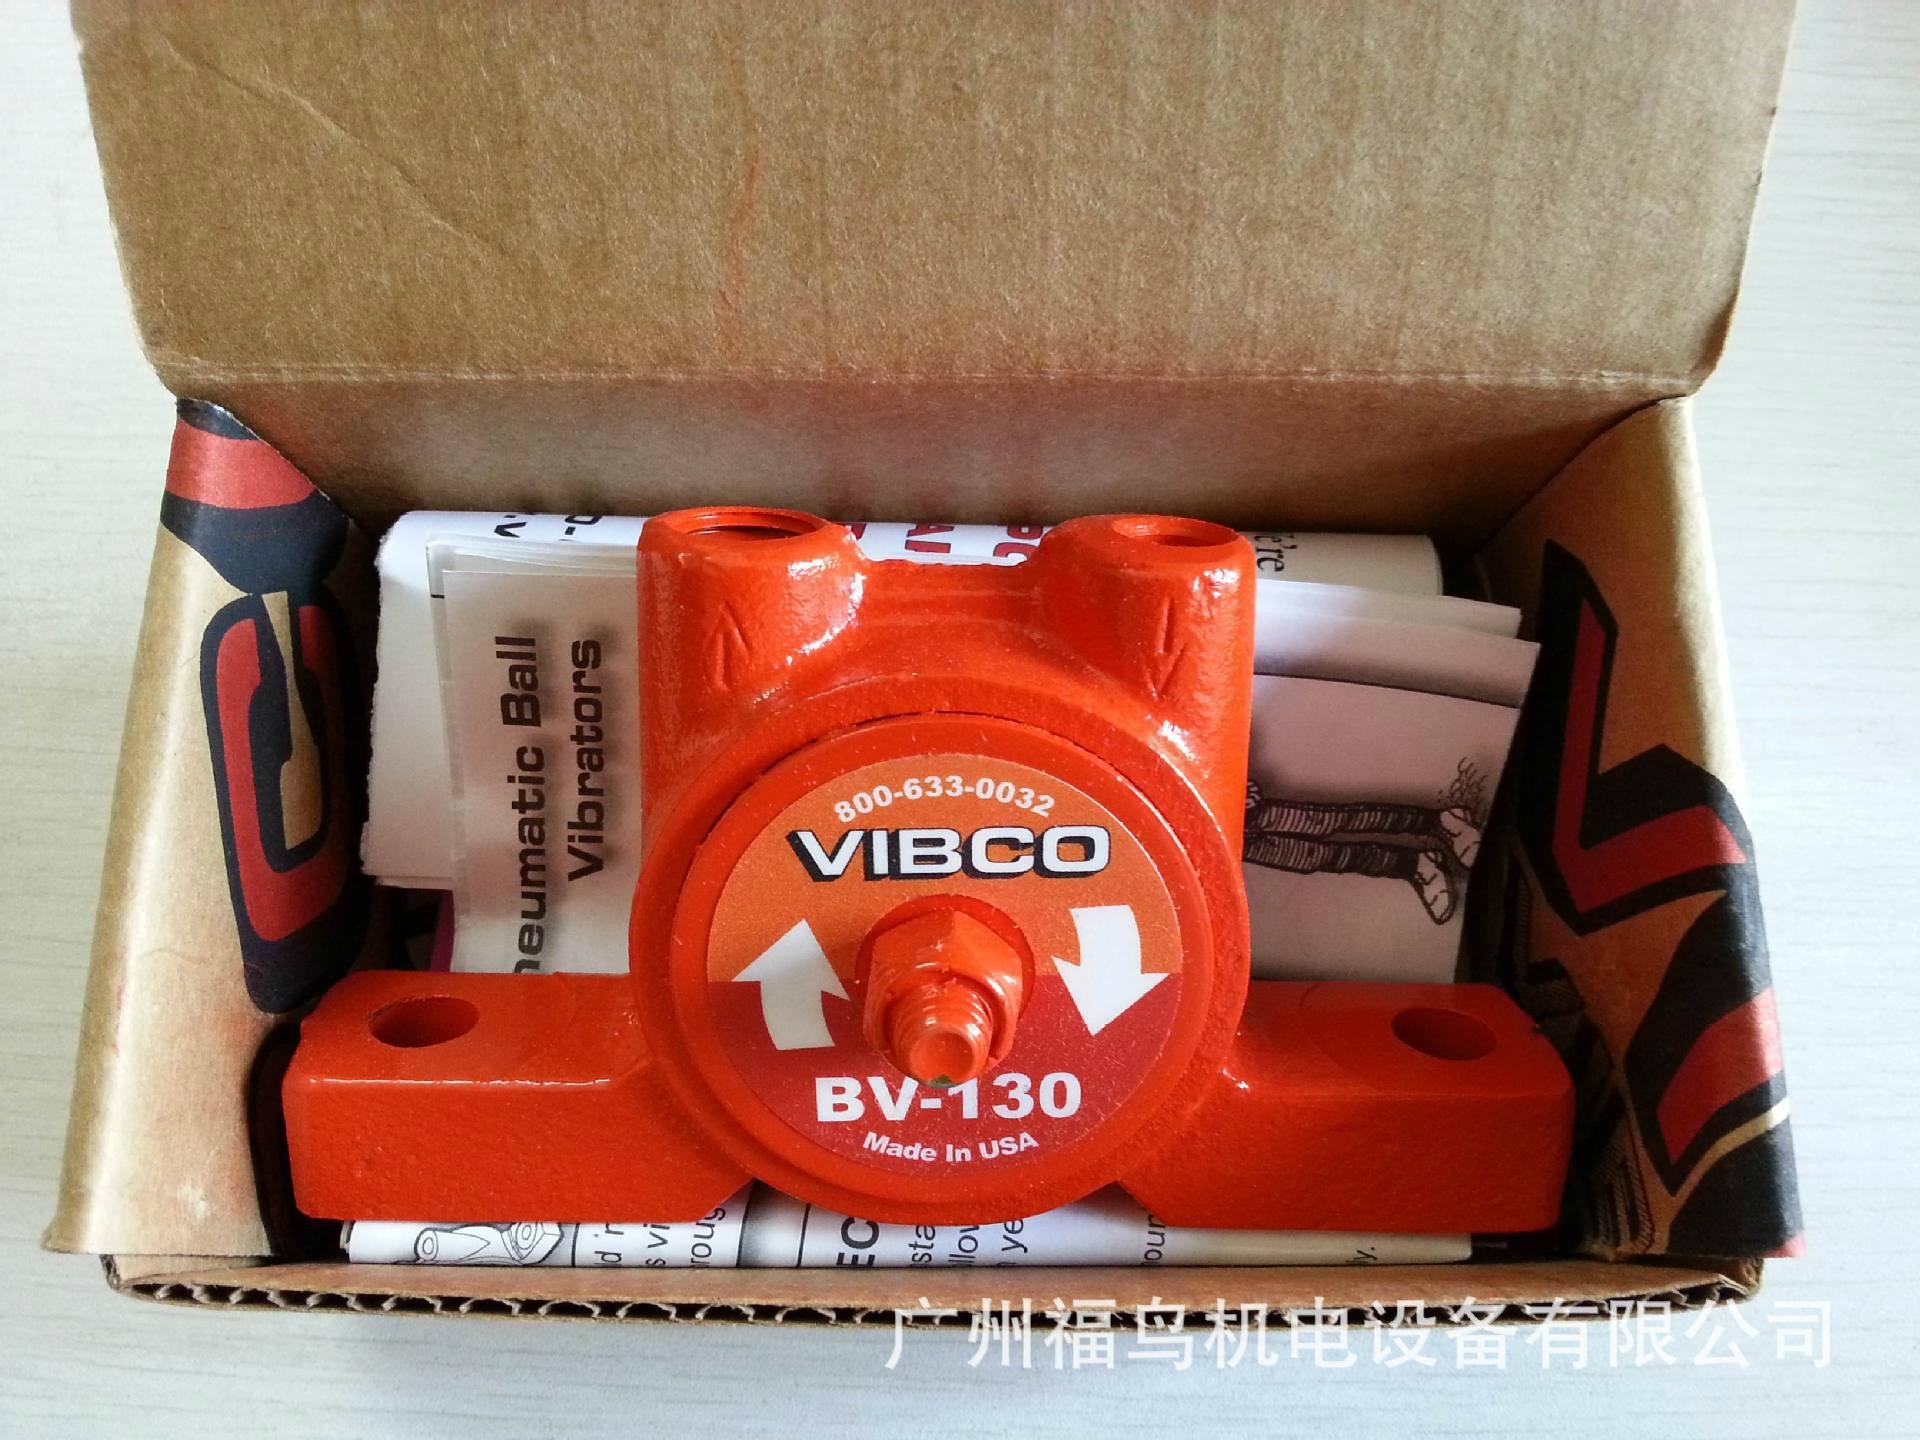 Pneumatic Ball
Vibrators
800-633-0032
VIBCO
BV-130
Made In USA
广州福鸟机电设备有限公司